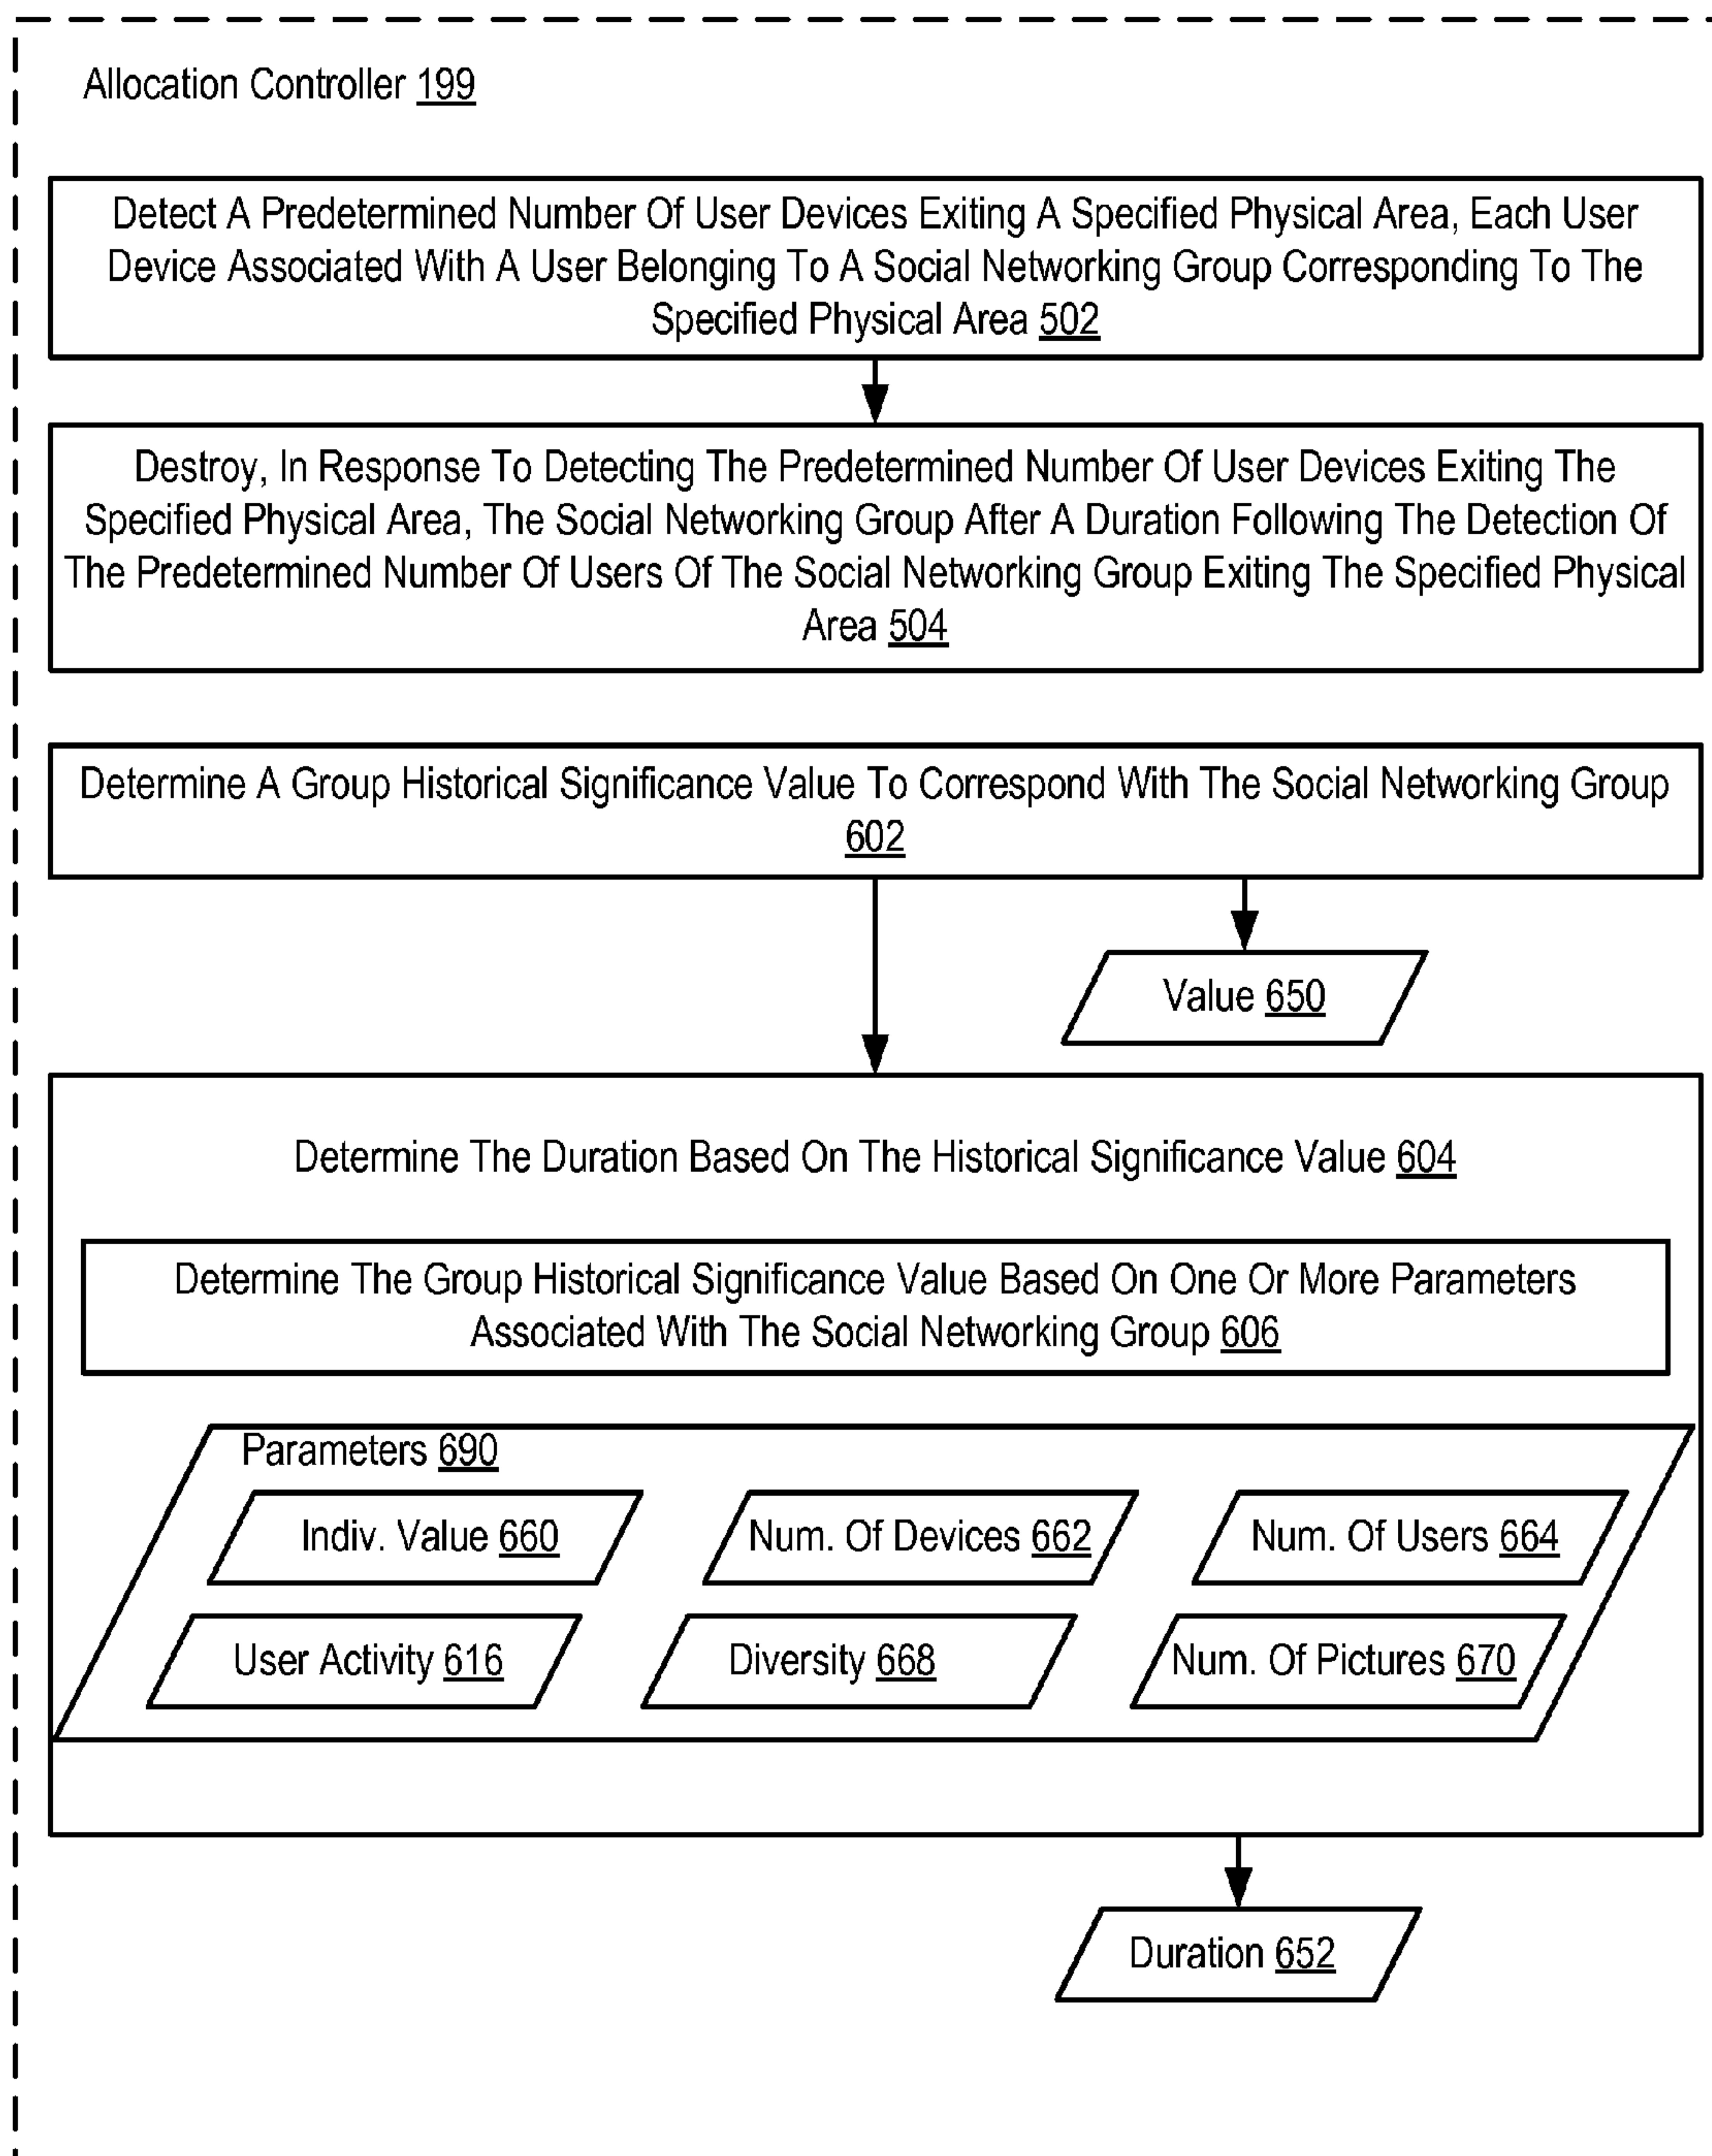 Allocation Controller 199
Detect A Predetermined Number Of User Devices Exiting A Specified Physical Area, Each User
Device Associated With A User Belonging To A Social Networking Group Corresponding To The
Specified Physical Area 502
Destroy, In Response To Detecting The Predetermined Number Of User Devices Exiting The
Specified Physical Area, The Social Networking Group After A Duration Following The Detection Of
The Predetermined Number Of Users Of The Social Networking Group Exiting The Specified Physical
Area 504
Determine A Group Historical Significance Value To Correspond With The Social Networking Group
602
Value 650
Determine The Duration Based On The Historical Significance Value 604
Determine The Group Historical Significance Value Based On One Or More Parameters
Associated With The Social Networking Group 606
Parameters 690
Indiv. Value 660
Num. Of Devices 662
Num. Of Users 664
User Activity 616
Diversity 668
Num. Of Pictures 670
Duration 652